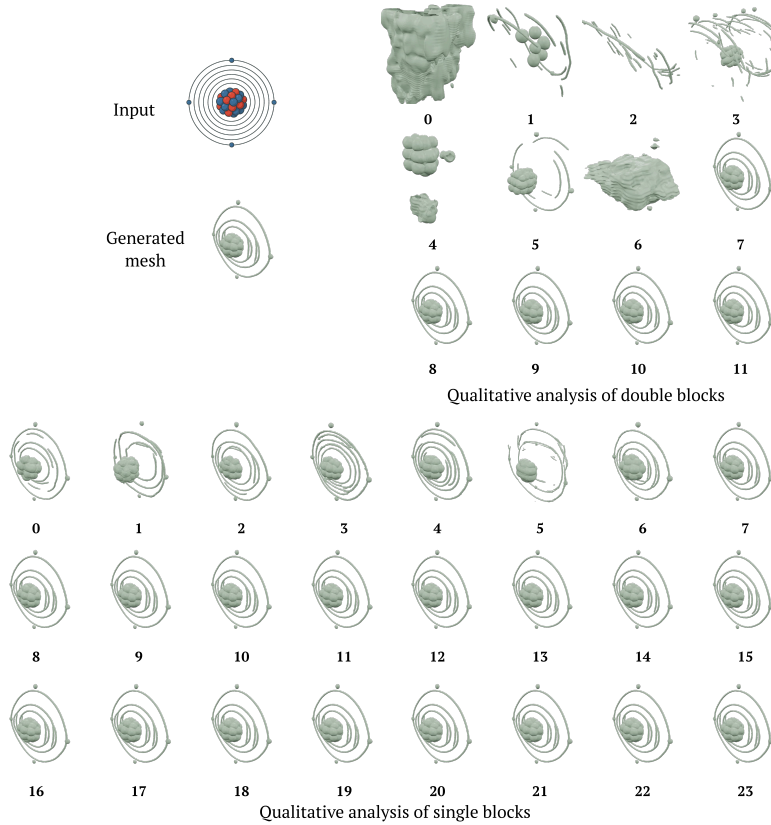 Input
0 1 2 3
Generated
mesh
4 5 6 7
8 9 10 11
Qualitative analysis of double blocks
0 1 2 3 4 5 6 7
8 9 10 11 12 13 14 15
16 17 18 19 20 21 22 23
Qualitative analysis of single blocks